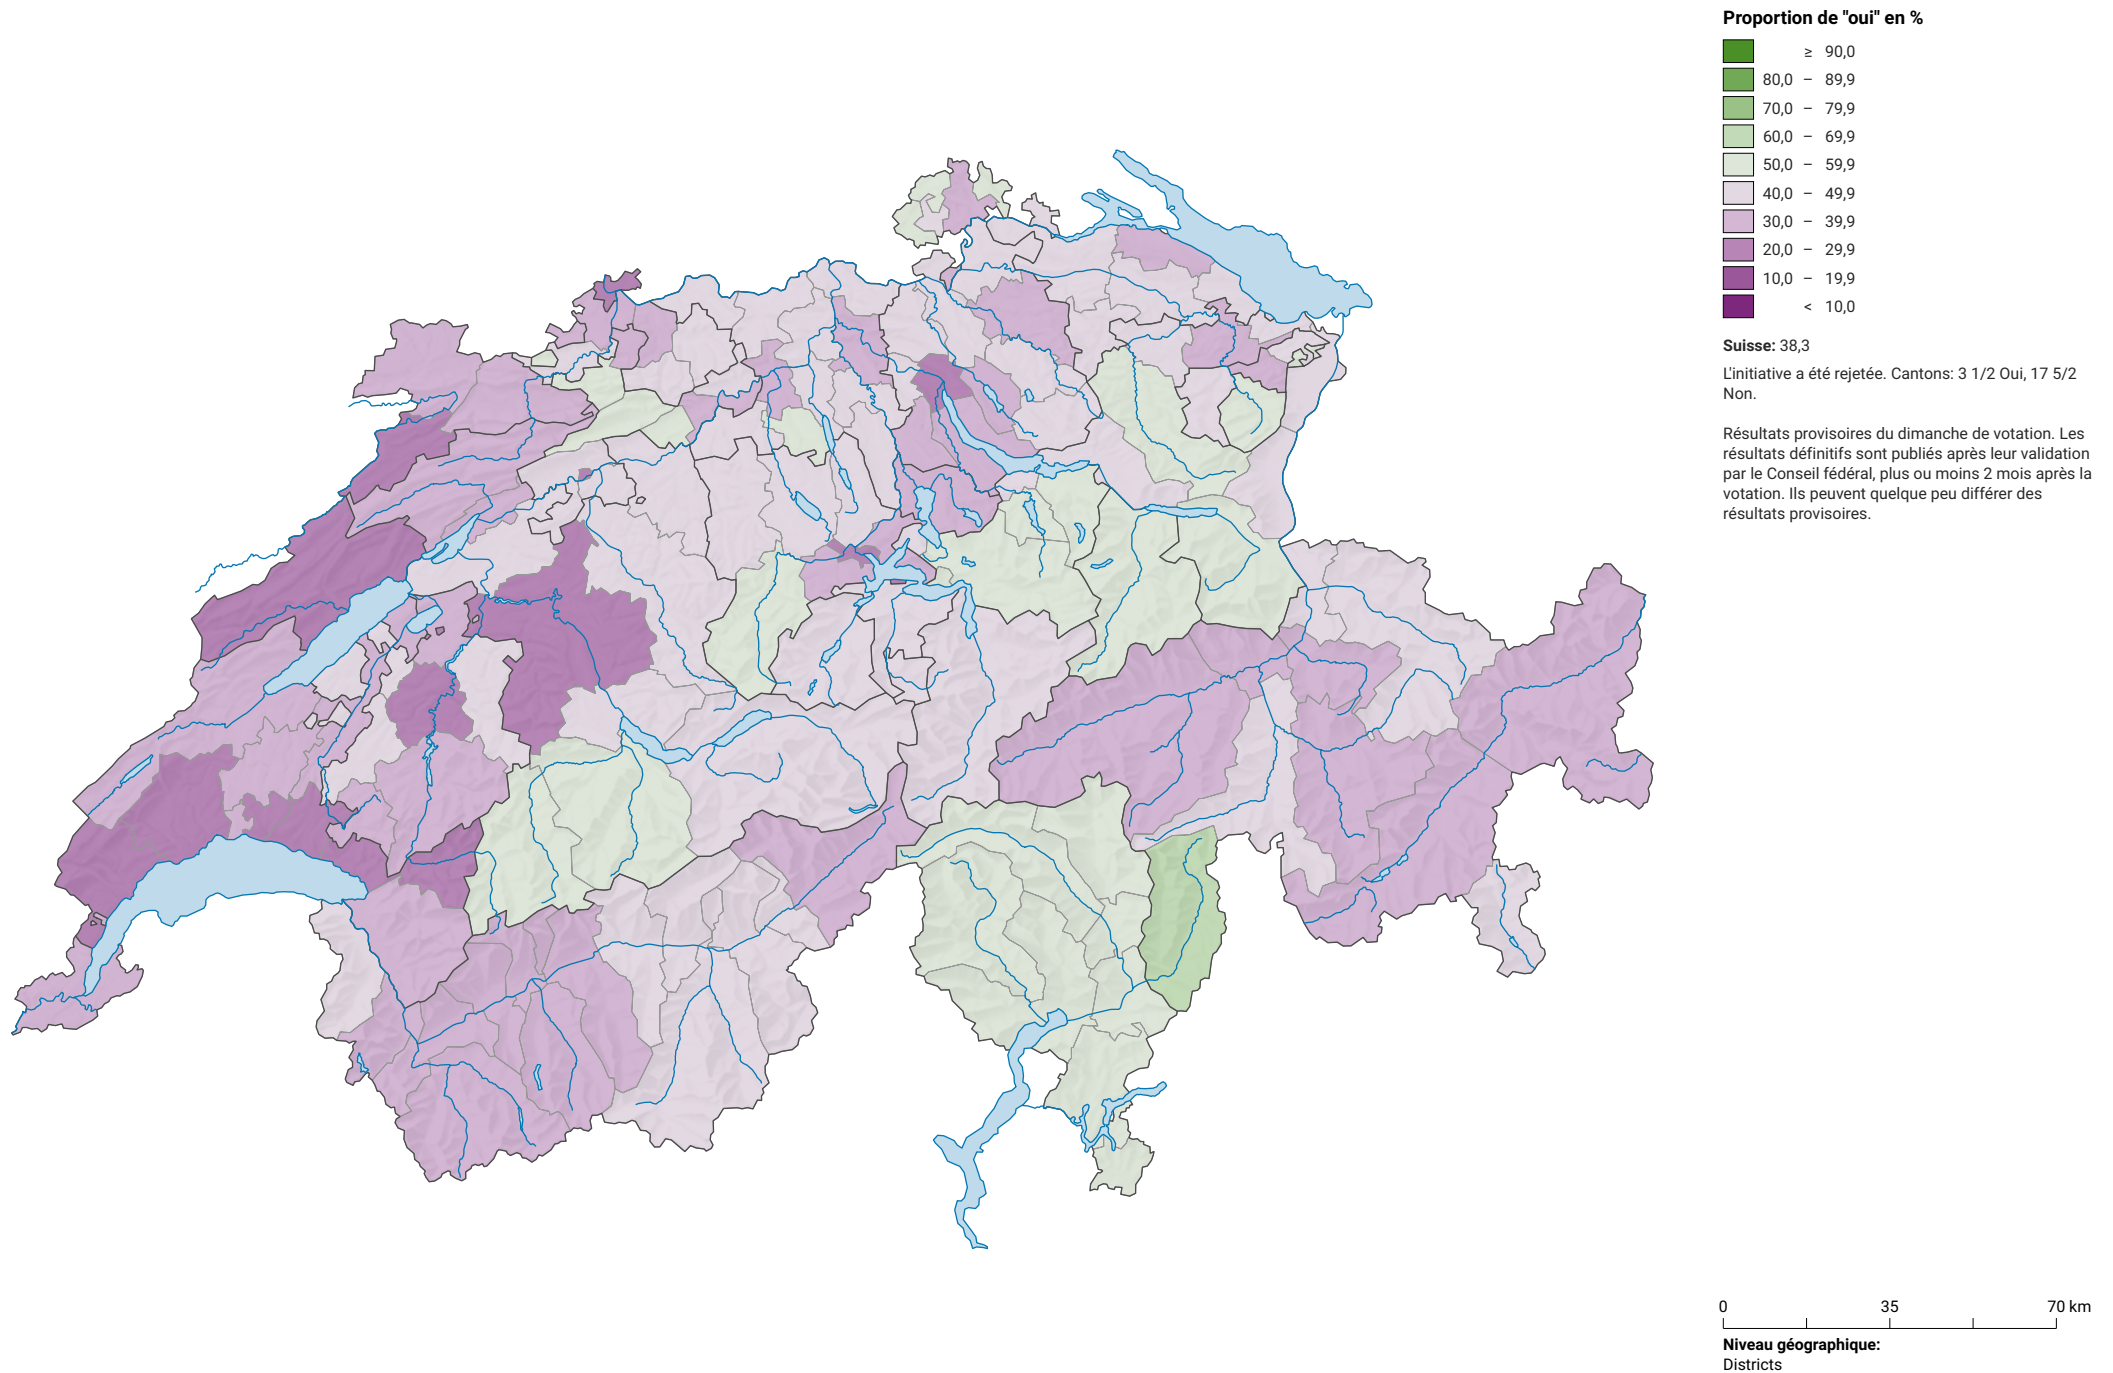 Proportion de "oui" en %
≥ 90,0
80,0 – 89,9
70,0 – 79,9
60,0 – 69,9
50,0 – 59,9
40,0 – 49,9
30,0 – 39,9
20,0 – 29,9
10,0 – 19,9
< 10,0
Suisse: 38,3
L'initiative a été rejetée. Cantons: 3 1/2 Oui, 17 5/2
Non.
Résultats provisoires du dimanche de votation. Les
résultats définitifs sont publiés après leur validation
par le Conseil fédéral, plus ou moins 2 mois après la
votation. Ils peuvent quelque peu différer des
résultats provisoires.
0 35 70 km
Niveau géographique:
Districts